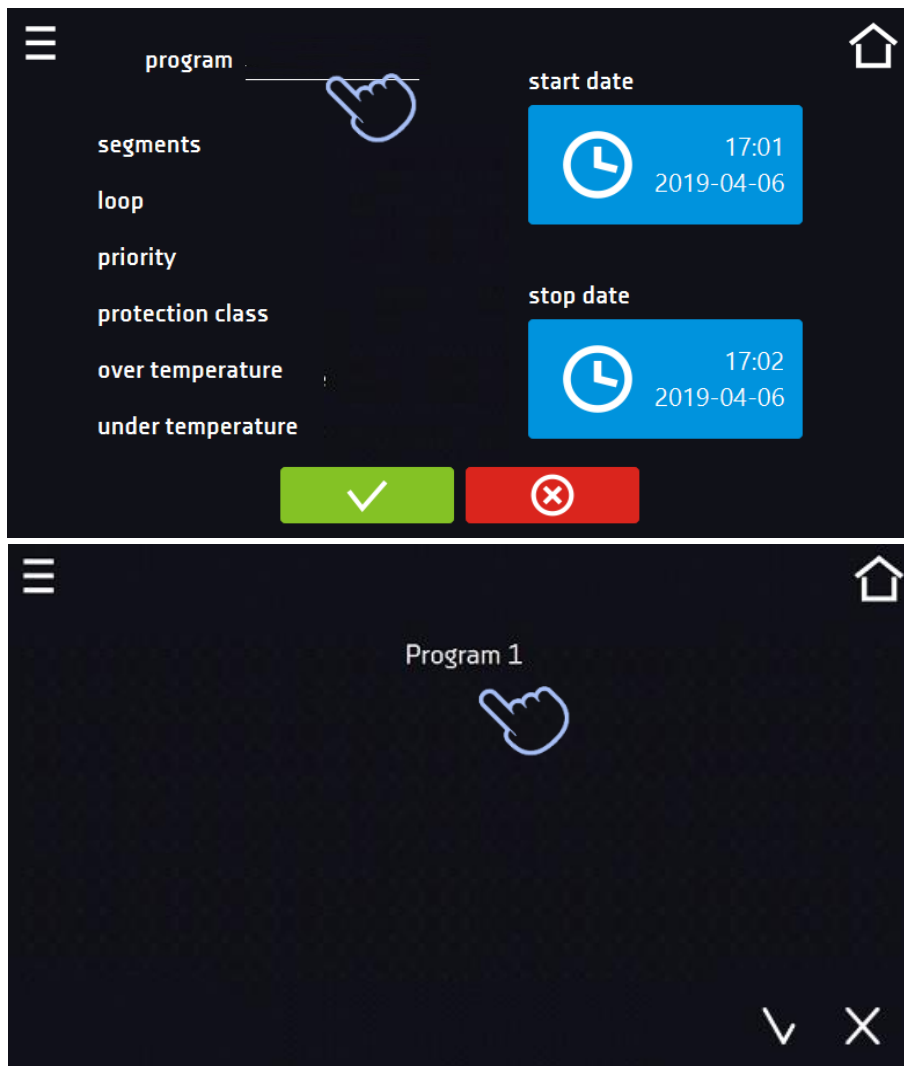 program
segments
loop
priority
protection class
over temperature
under temperature
start date
17:01
2019-04-06
stop date
17:02
2019-04-06
Program 1